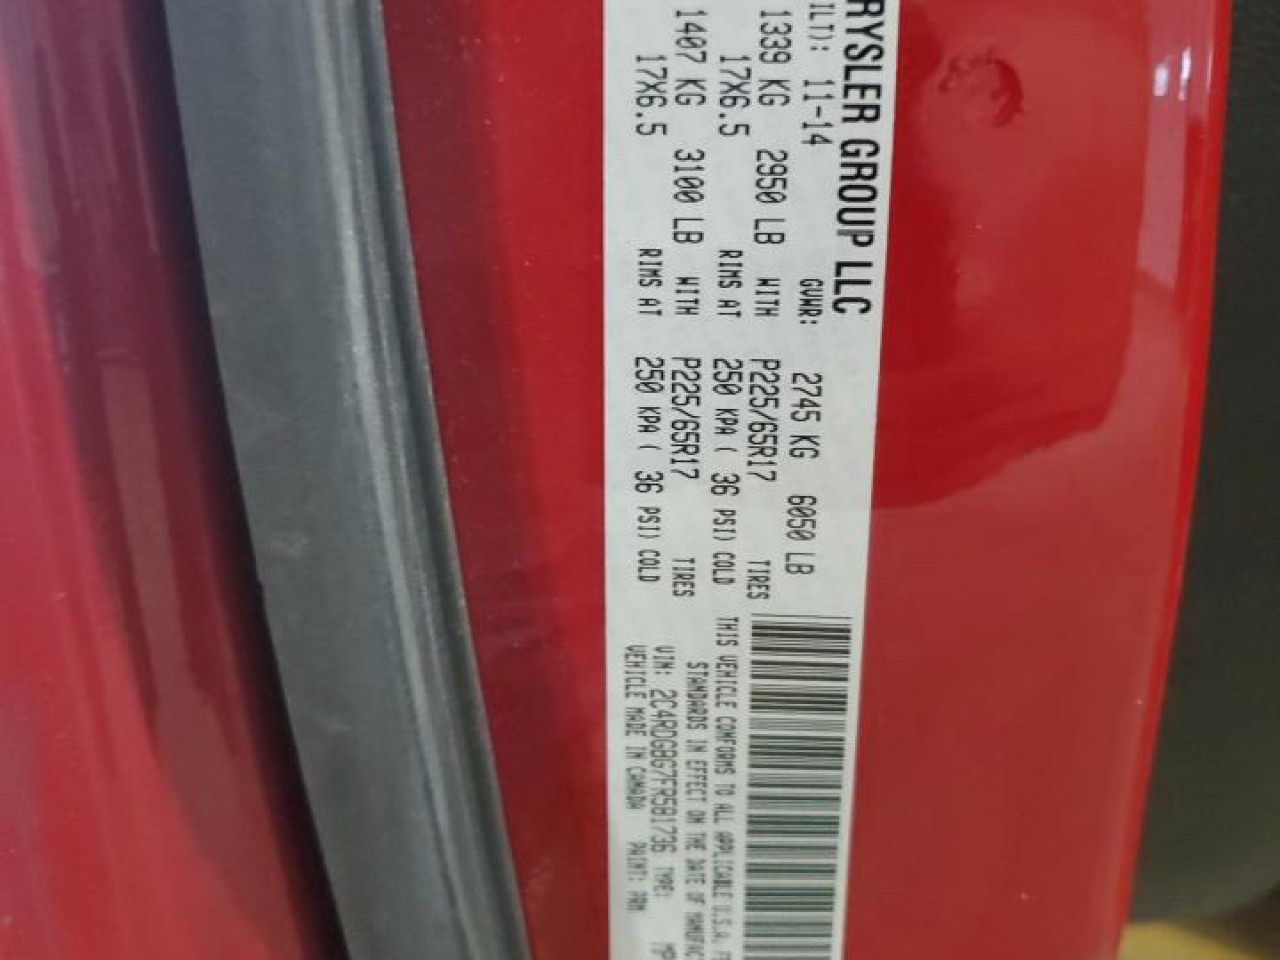 RYSLER GROUP LLC
ILT): 11-14 GVWR: 2745 KG 6050 LB
1339 KG 2950 LB WITH P225/65R17 TIRES
17X6.5 RIMS AT 250 KPA ( 36 PSI) COLD
1407 KG 3100 LB WITH P225/65R17 TIRES
17X6.5 RIMS AT 250 KPA ( 36 PSI) COLD
THIS VEHICLE CONFORMS TO ALL APPLICABLE U.S.A. FE
STANDARDS IN EFFECT ON THE DATE OF MANUFAC
VIN: 2C4RDGBG7FR581736 TYPE: MP
VEHICLE MADE IN CANADA PAINT: PRM